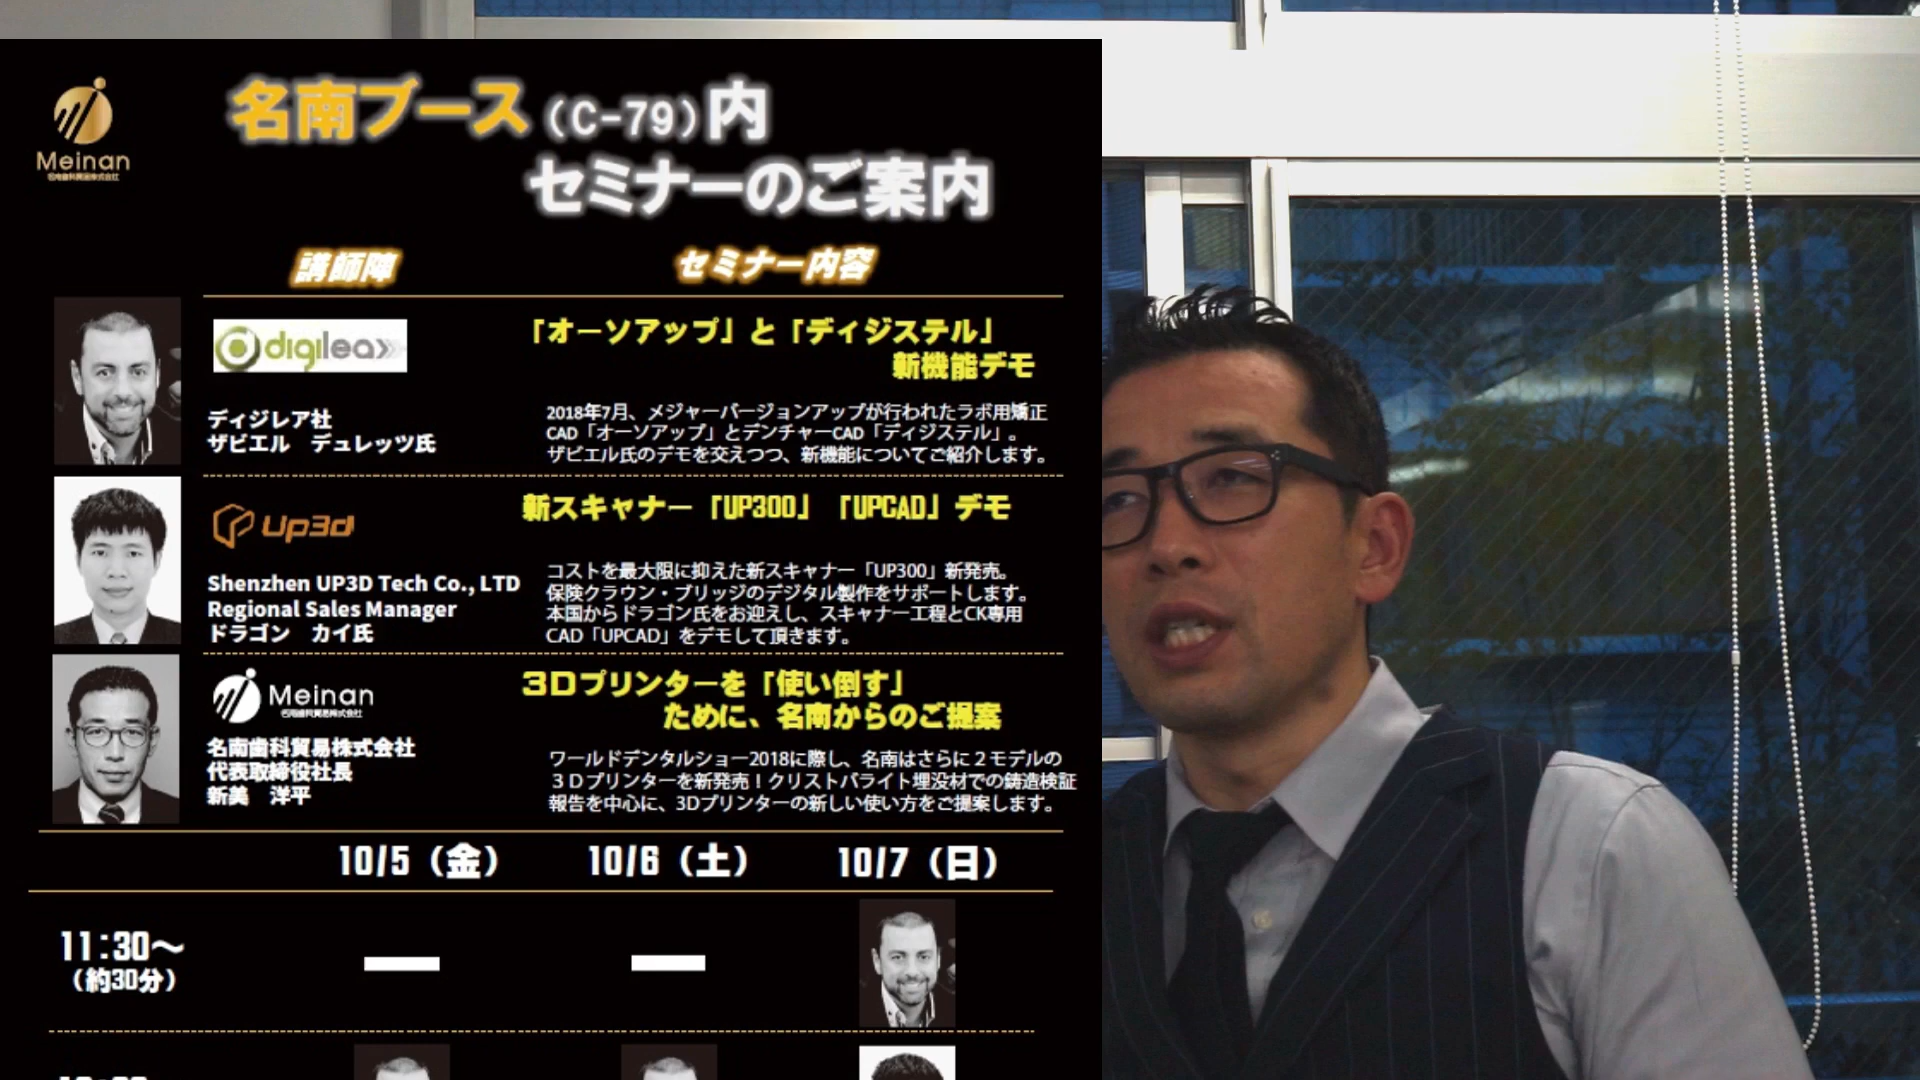 名南ブース（C-79）内
セミナーのご案内
Meinan
名南歯科貿易株式会社
講師陣 セミナー内容
digilea
ディジレア社
ザビエル　デュレッツ氏
「オーソアップ」と「ディジステル」
新機能デモ
2018年7月、メジャーバージョンアップが行われたラボ用矯正
CAD「オーソアップ」とデンチャーCAD「ディジステル」。
ザビエル氏のデモを交えつつ、新機能についてご紹介します。
Up3d
Shenzhen UP3D Tech Co., LTD
Regional Sales Manager
ドラゴン　カイ氏
新スキャナー「UP300」「UPCAD」デモ
コストを最大限に抑えた新スキャナー「UP300」新発売。
保険クラウン・ブリッジのデジタル製作をサポートします。
本国からドラゴン氏をお迎えし、スキャナー工程とCK専用
CAD「UPCAD」をデモして頂きます。
Meinan
名南歯科貿易株式会社
名南歯科貿易株式会社
代表取締役社長
新美　洋平
３Dプリンターを「使い倒す」
ために、名南からのご提案
ワールドデンタルショー2018に際し、名南はさらに２モデルの
３Ｄプリンターを新発売！クリストバライト埋没材での鋳造検証
報告を中心に、3Dプリンターの新しい使い方をご提案します。
10/5（金） 10/6（土） 10/7（日）
11:30〜
（約30分）